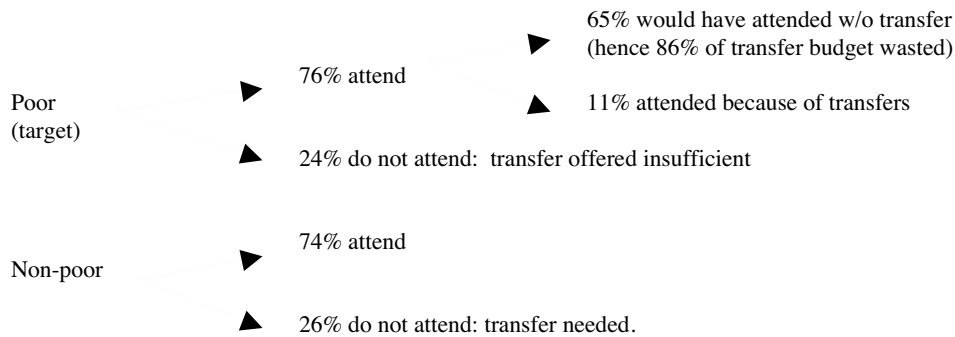 65% would have attended w/o transfer
(hence 86% of transfer budget wasted)
76% attend
Poor
(target)
11% attended because of transfers
24% do not attend:  transfer offered insufficient
74% attend
Non-poor
26% do not attend: transfer needed.